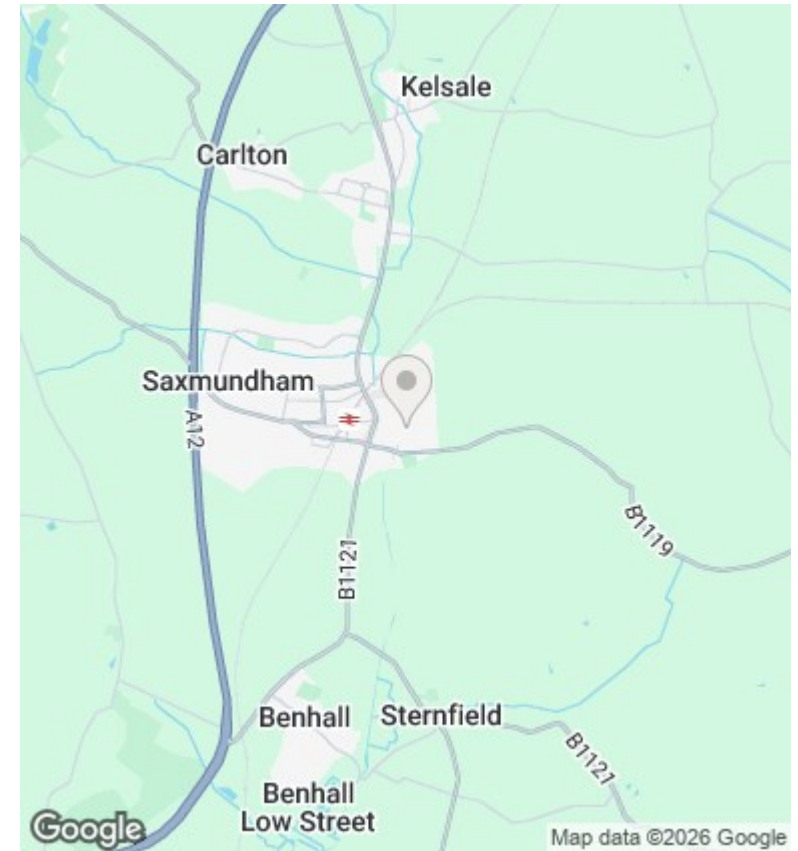 Kelsale
Carlton
Saxmundham
A12
B1119
B1121
Benhall
Sternfield
B1121
Benhall
Low Street
Google
Map data ©2026 Google